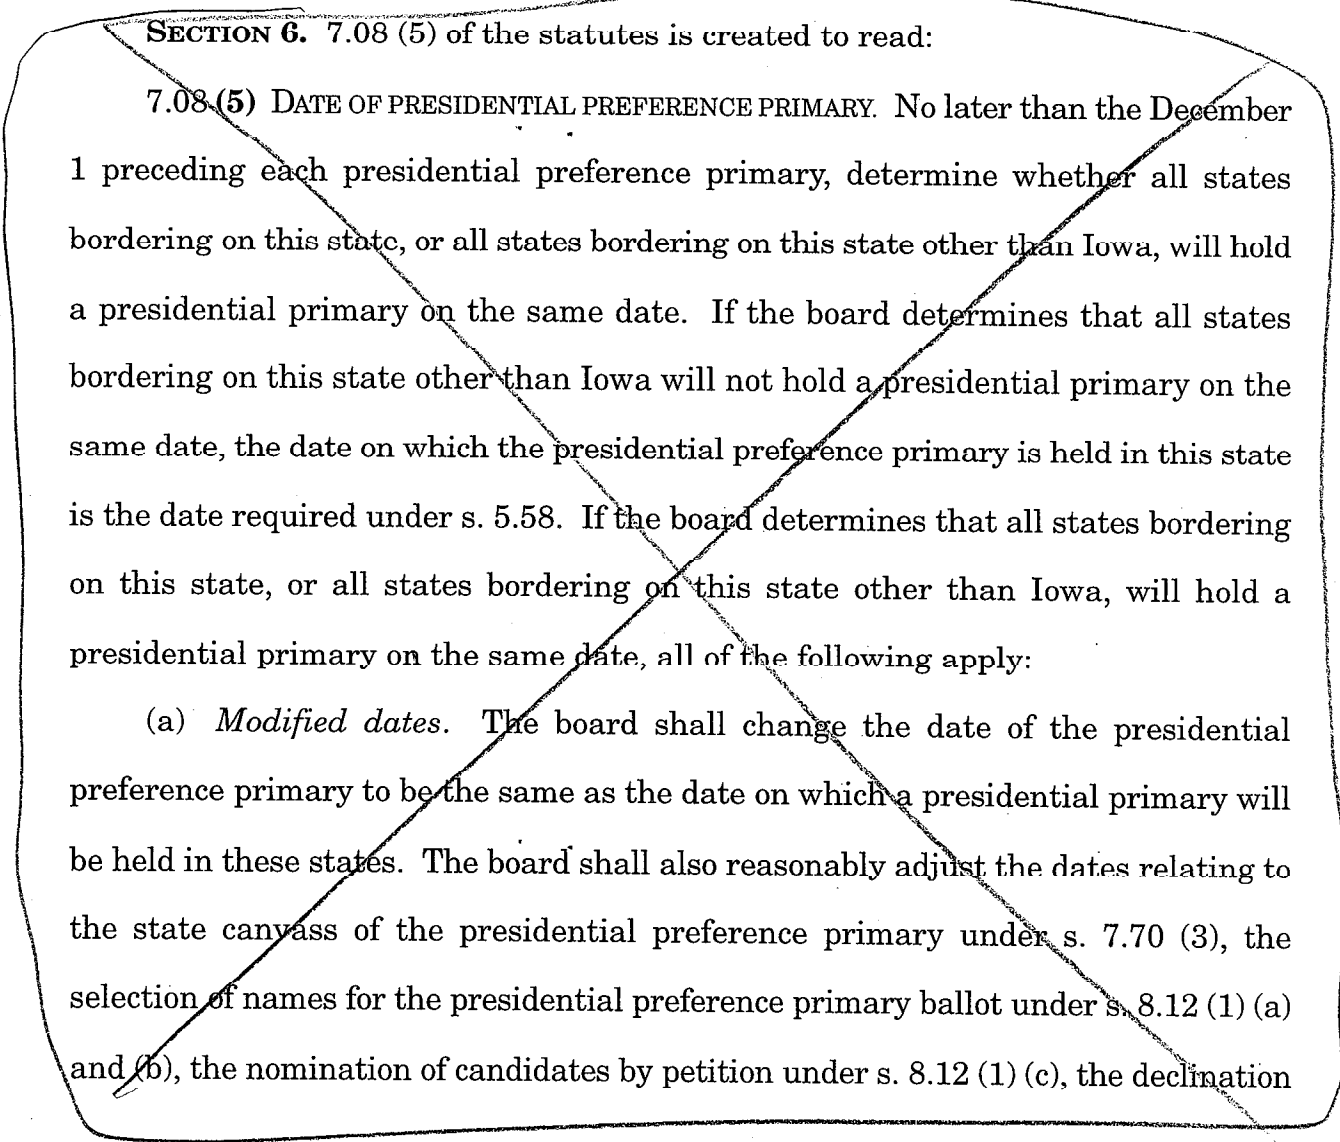 SECTION 6. 7.08 (5) of the statutes is created to read:
7.08 (5) DATE OF PRESIDENTIAL PREFERENCE PRIMARY. No later than the December
1 preceding each presidential preference primary, determine whether all states
bordering on this state, or all states bordering on this state other than Iowa, will hold
a presidential primary on the same date. If the board determines that all states
bordering on this state other than Iowa will not hold a presidential primary on the
same date, the date on which the presidential preference primary is held in this state
is the date required under s. 5.58. If the board determines that all states bordering
on this state, or all states bordering on this state other than Iowa, will hold a
presidential primary on the same date, all of the following apply:
(a) Modified dates. The board shall change the date of the presidential
preference primary to be the same as the date on which a presidential primary will
be held in these states. The board shall also reasonably adjust the dates relating to
the state canvass of the presidential preference primary under s. 7.70 (3), the
selection of names for the presidential preference primary ballot under s. 8.12 (1) (a)
and (b), the nomination of candidates by petition under s. 8.12 (1) (c), the declination